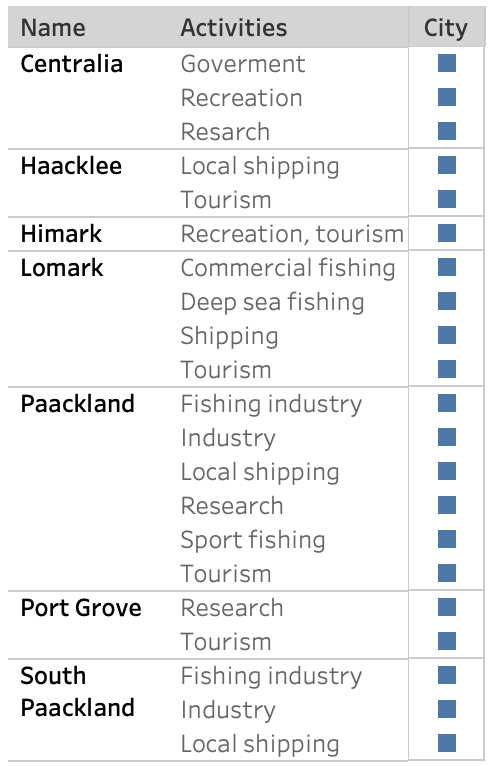 Name Activities City
Centralia Goverment
Recreation
Resarch
Haacklee Local shipping
Tourism
Himark Recreation, tourism
Lomark Commercial fishing
Deep sea fishing
Shipping
Tourism
Paackland Fishing industry
Industry
Local shipping
Research
Sport fishing
Tourism
Port Grove Research
Tourism
South Fishing industry
Paackland Industry
Local shipping